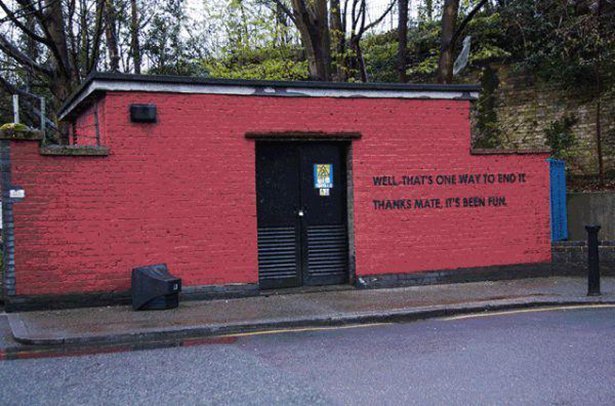 WELL, THAT'S ONE WAY TO END IT.
THANKS MATE, IT'S BEEN FUN.